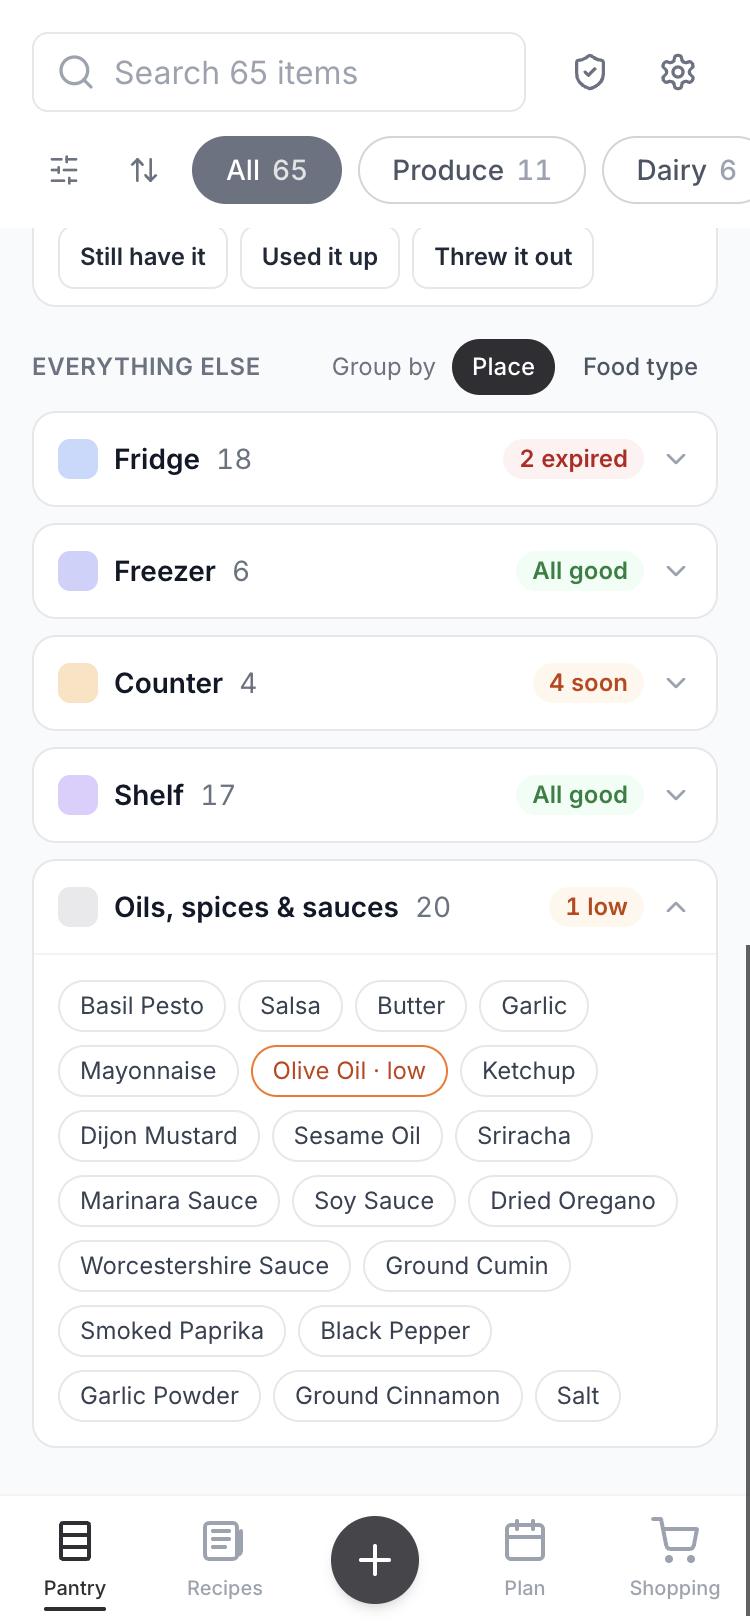 Search 65 items
All 65 Produce 11 Dairy 6
Still have it Used it up Threw it out
EVERYTHING ELSE Group by Place Food type
Fridge 18 2 expired
Freezer 6 All good
Counter 4 4 soon
Shelf 17 All good
Oils, spices & sauces 20 1 low
Basil Pesto Salsa Butter Garlic
Mayonnaise Olive Oil · low Ketchup
Dijon Mustard Sesame Oil Sriracha
Marinara Sauce Soy Sauce Dried Oregano
Worcestershire Sauce Ground Cumin
Smoked Paprika Black Pepper
Garlic Powder Ground Cinnamon Salt
Pantry Recipes Plan Shopping